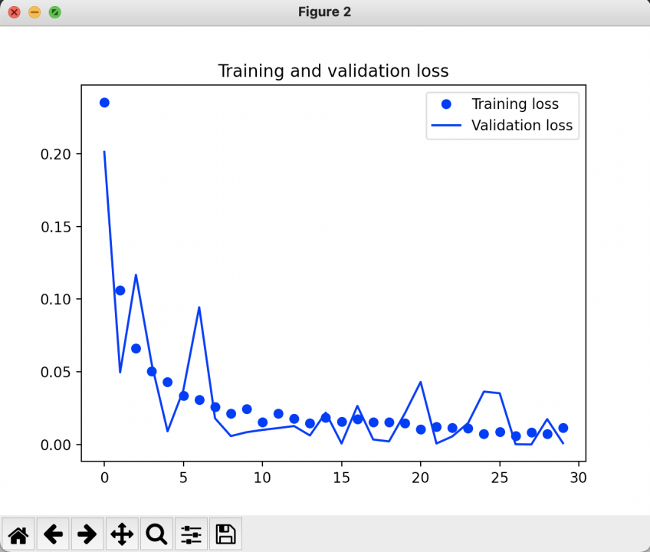 Figure 2
Training and validation loss
Training loss
Validation loss
0.20
0.15
0.10
0.05
0.00
0 5 10 15 20 25 30